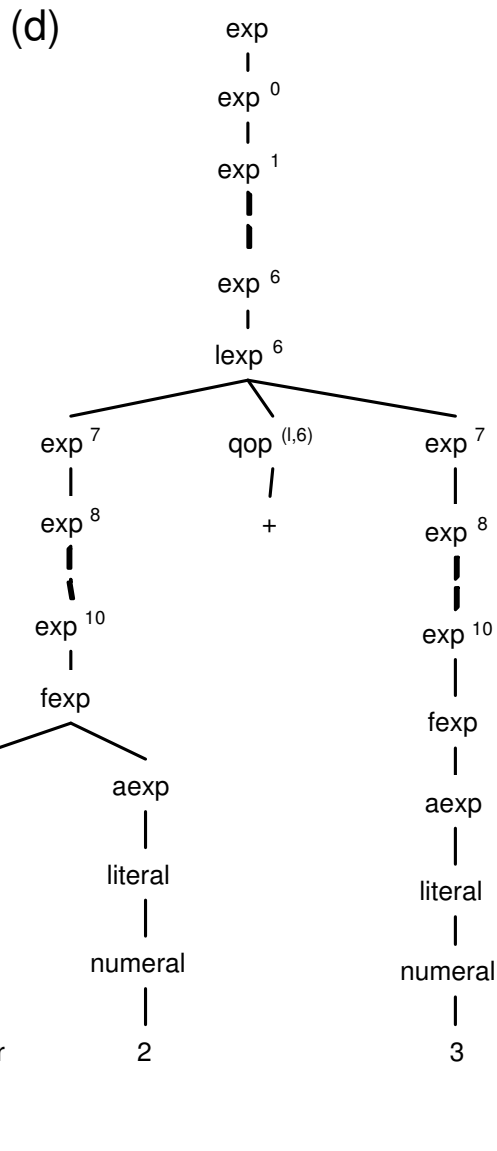 (d)
exp
exp 0
exp 1
exp 6
lexp 6
exp 7 qop (l,6) exp 7
exp 8 + exp 8
exp 10 exp 10
fexp fexp
aexp aexp
literal literal
numeral numeral
2 3